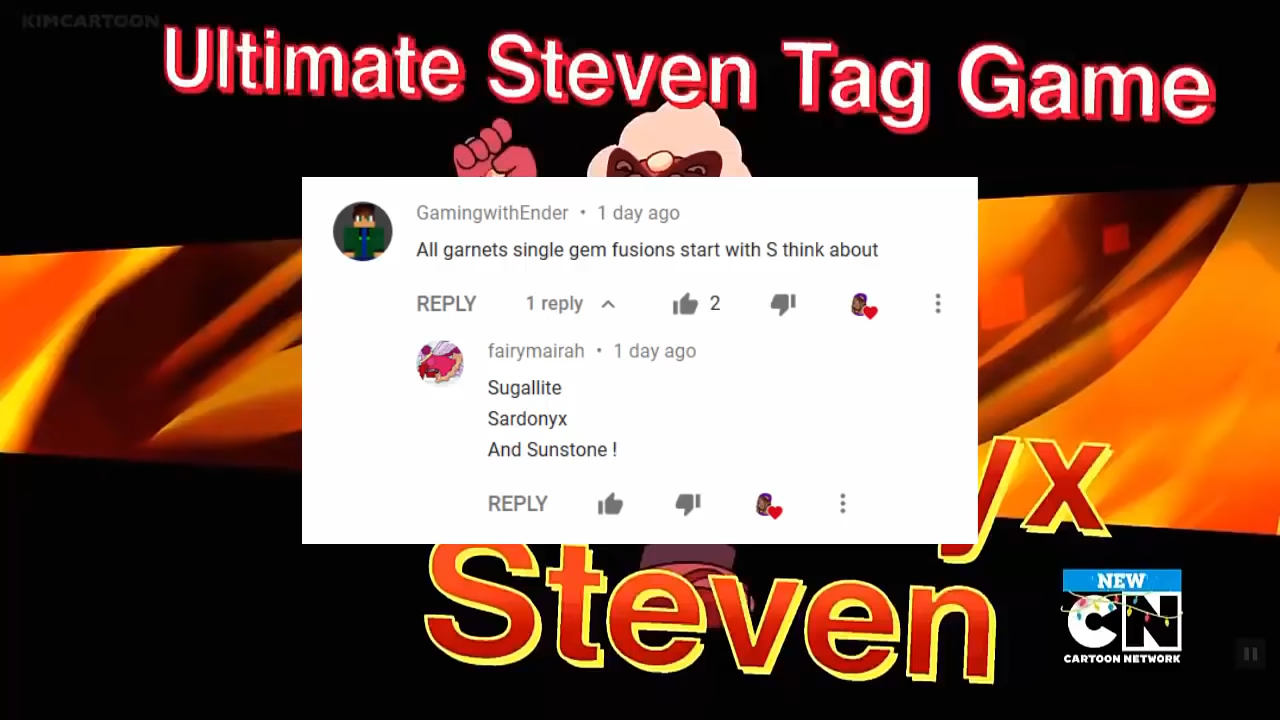 KIMCARTOON
Ultimate Steven Tag Game
GamingwithEnder • 1 day ago
All garnets single gem fusions start with S think about
REPLY 1 reply 2
fairymairah • 1 day ago
Sugallite
Sardonyx
And Sunstone !
REPLY
yx
Steven
NEW
CN
CARTOON NETWORK